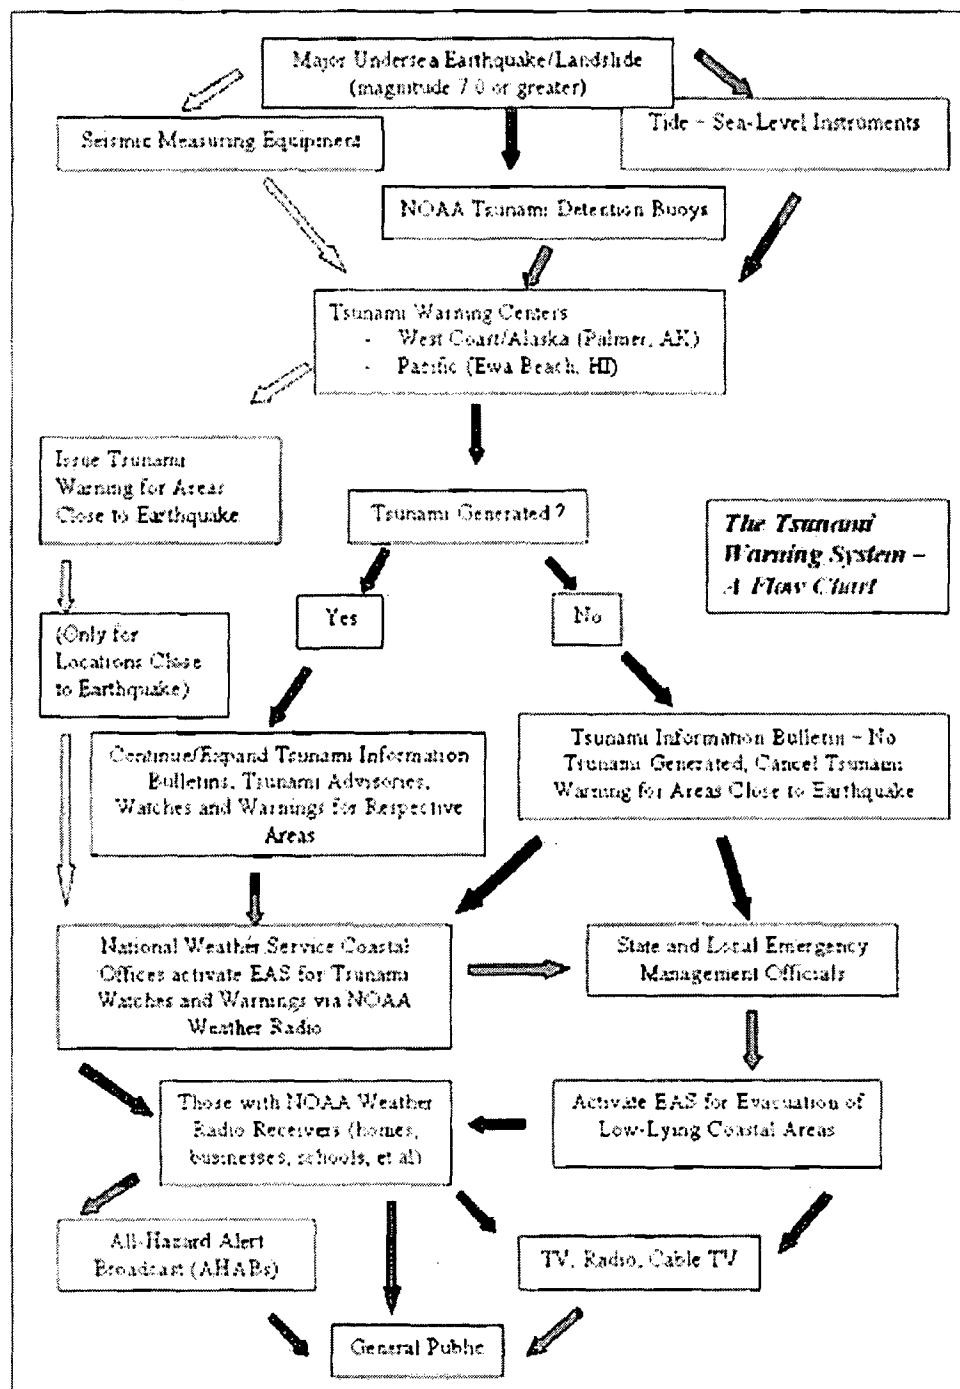 Major Undersea Earthquake/Landslide
(magnitude 7.0 or greater)
Seismic Measuring Equipment
Tide – Sea-Level Instruments
NOAA Tsunami Detection Buoys
Tsunami Warning Centers
- West Coart/Alaska (Palmer, AK)
- Pacific (Ewa Beach, HI)
Issue Tsunami
Warning for Areas
Close to Earthquake
Tsunami Generated?
The Tsunami
Warning System –
A Flow Chart
Yes
No
(Only for
Locations Close
to Earthquake)
Continue/Expand Tsunami Information
Bulletins, Tsunami Advisories,
Watches and Warnings for Respective
Areas
Tsunami Information Bulletin – No
Tsunami Generated, Cancel Tsunami
Warning for Areas Close to Earthquake
National Weather Service Coastal
Offices activate EAS for Tsunami
Watches and Warnings via NOAA
Weather Radio
State and Local Emergency
Management Officials
Those with NOAA Weather
Radio Receivers (homes,
businesses, schools, et al)
Activate EAS for Evacuation of
Low-Lying Coastal Areas
All-Hazard Alert
Broadcast (AHABs)
TV, Radio, Cable TV
General Public